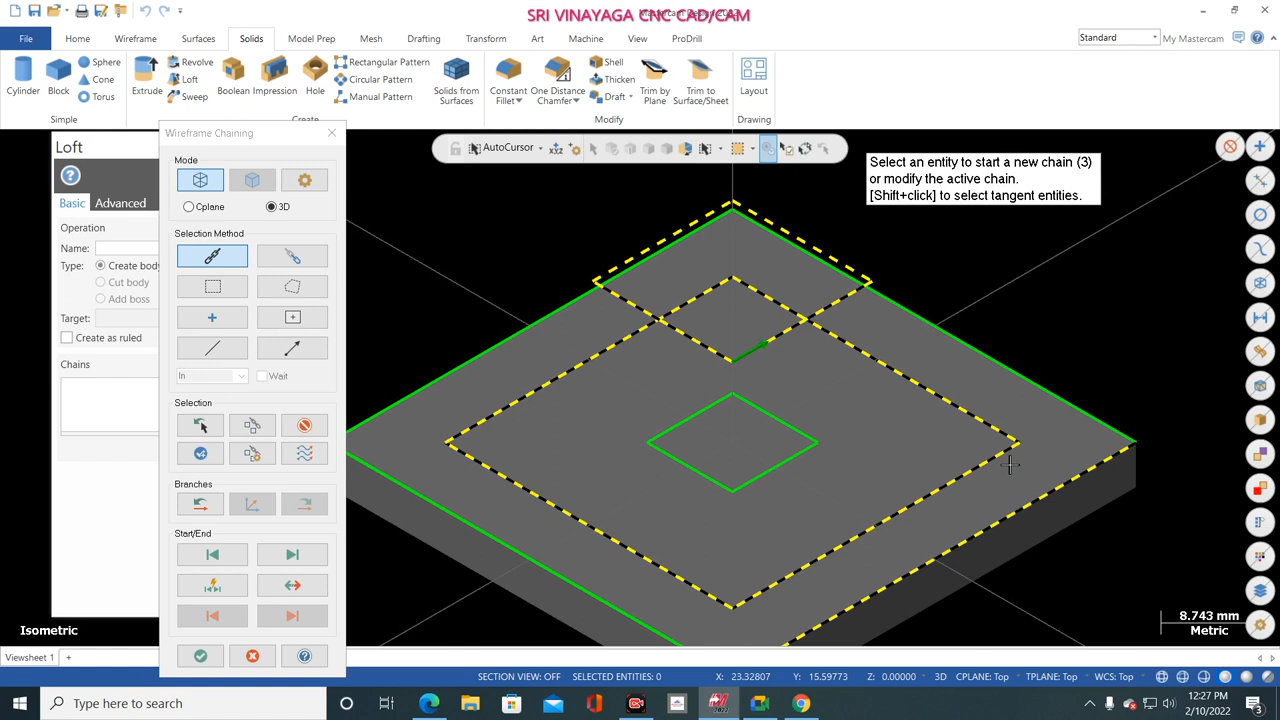 SRI VINAYAGA CNC CAD/CAM
Mastercam Design 2022
File
Home
Wireframe
Surfaces
Solids
Model Prep
Mesh
Drafting
Transform
Art
Machine
View
ProDrill
Standard
My Mastercam
Cylinder
Block
Sphere
Cone
Torus
Simple
Extrude
Revolve
Loft
Sweep
Boolean
Impression
Hole
Rectangular Pattern
Circular Pattern
Manual Pattern
Solids from
Surfaces
Create
Constant
Fillet
One Distance
Chamfer
Shell
Thicken
Draft
Trim by
Plane
Trim to
Surface/Sheet
Modify
Layout
Drawing
Loft
Basic
Advanced
Operation
Name:
Type:
Create body
Cut body
Add boss
Target:
Create as ruled
Chains
Wireframe Chaining
Mode
Cplane
3D
Selection Method
In
Wait
Selection
Branches
Start/End
AutoCursor
Select an entity to start a new chain (3)
or modify the active chain.
[Shift+click] to select tangent entities.
Isometric
8.743 mm
Metric
Viewsheet 1
+
SECTION VIEW: OFF
SELECTED ENTITIES: 0
X: 23.32807
Y: 15.59773
Z: 0.00000
3D
CPLANE: Top
TPLANE: Top
WCS: Top
Type here to search
2022
12:27 PM
2/10/2022
3